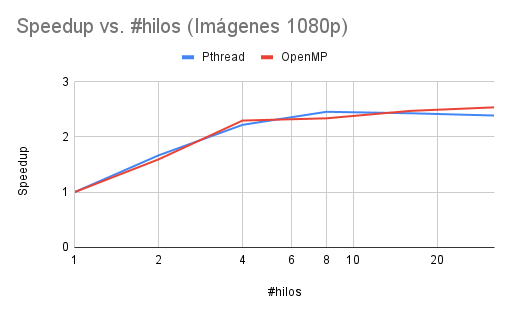 Speedup vs. #hilos (Imágenes 1080p)
Pthread OpenMP
3
2
1
0
Speedup
1 2 4 6 8 10 20
#hilos